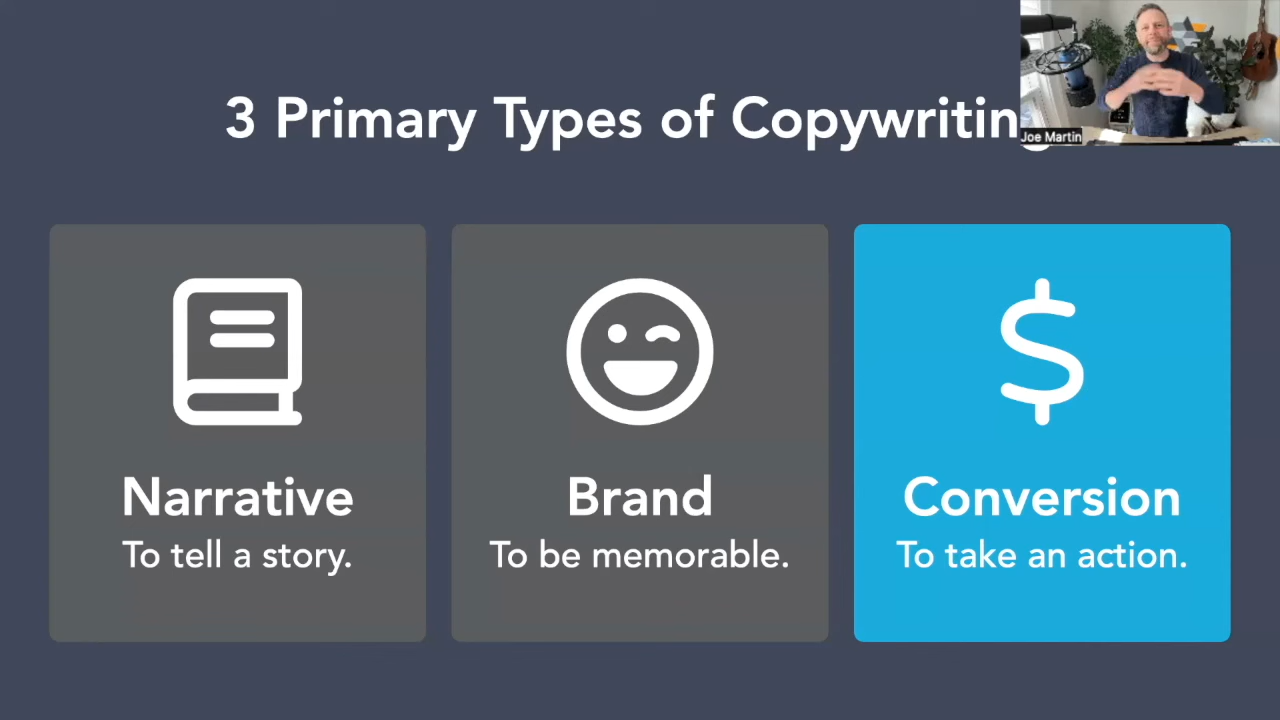 3 Primary Types of Copywriting
Joe Martin
Narrative
To tell a story.
Brand
To be memorable.
Conversion
To take an action.